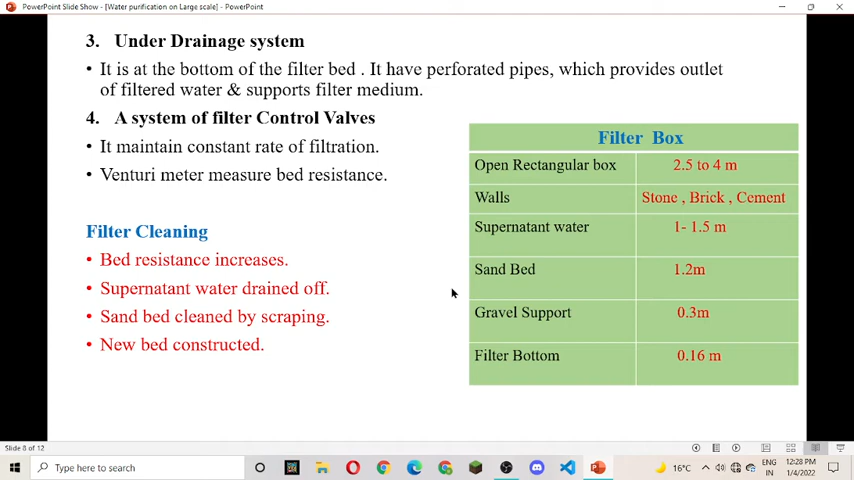 PowerPoint Slide Show - [Water purification on Large scale] - PowerPoint
3. Under Drainage system
• It is at the bottom of the filter bed . It have perforated pipes, which provides outlet
of filtered water & supports filter medium.
4. A system of filter Control Valves
• It maintain constant rate of filtration.
• Venturi meter measure bed resistance.
Filter Cleaning
• Bed resistance increases.
• Supernatant water drained off.
• Sand bed cleaned by scraping.
• New bed constructed.
Filter Box
Open Rectangular box 2.5 to 4 m
Walls Stone , Brick , Cement
Supernatant water 1- 1.5 m
Sand Bed 1.2m
Gravel Support 0.3m
Filter Bottom 0.16 m
Slide 8 of 12
Type here to search
16°C
ENG
IN
12:28 PM
1/4/2022